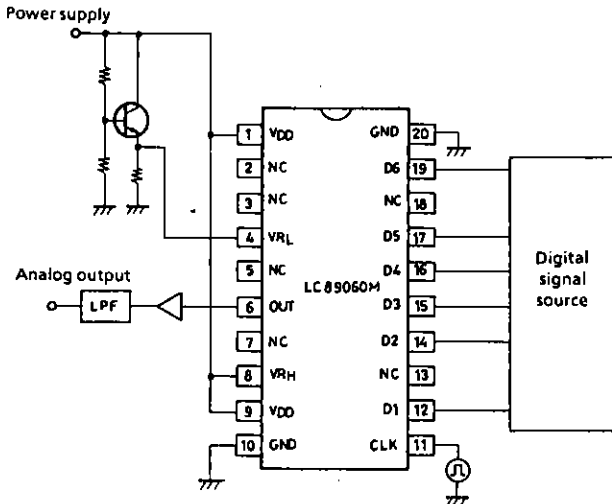 Power supply
1 VDD
2 NC
3 NC
4 VRL
5 NC
6 OUT
7 NC
8 VRH
9 VDD
10 GND
LC89060M
GND 20
D6 19
NC 18
D5 17
D4 16
D3 15
D2 14
NC 13
D1 12
CLK 11
Analog output
LPF
Digital
signal
source